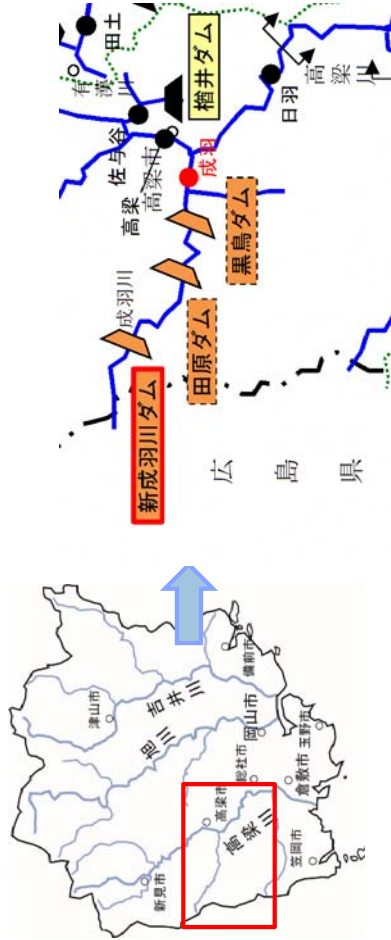 新見市
津山市
高梁市
高梁川
旭川
吉井川
総社市
岡山市
備前市
笠岡市
倉敷市
玉野市
新成羽川ダム
成羽川
田原ダム
黒鳥ダム
成羽
高梁
高梁市
佐与谷
有漢川
田土
楢井ダム
日羽
高梁川
広島県